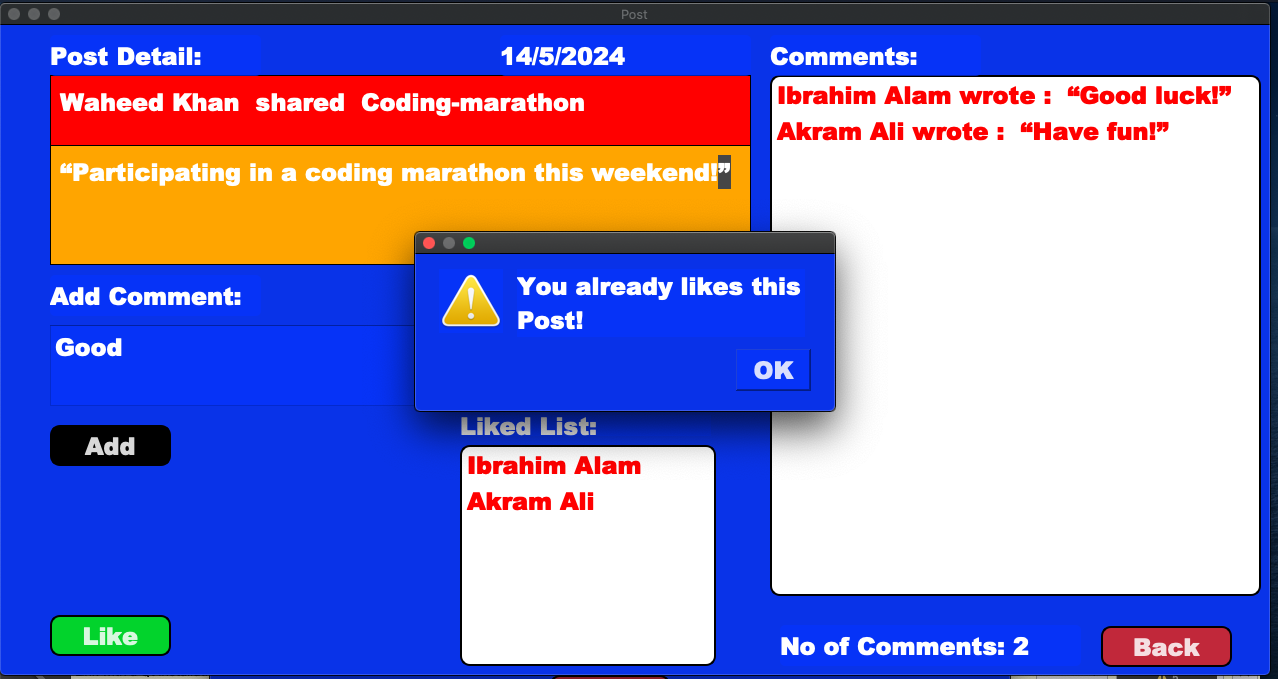 Post
Post Detail:
14/5/2024
Waheed Khan  shared  Coding-marathon
“Participating in a coding marathon this weekend!”
Add Comment:
Good
Add
Like
You already likes this
Post!
OK
Liked List:
Ibrahim Alam
Akram Ali
Comments:
Ibrahim Alam wrote :  “Good luck!”
Akram Ali wrote :  “Have fun!”
No of Comments: 2
Back